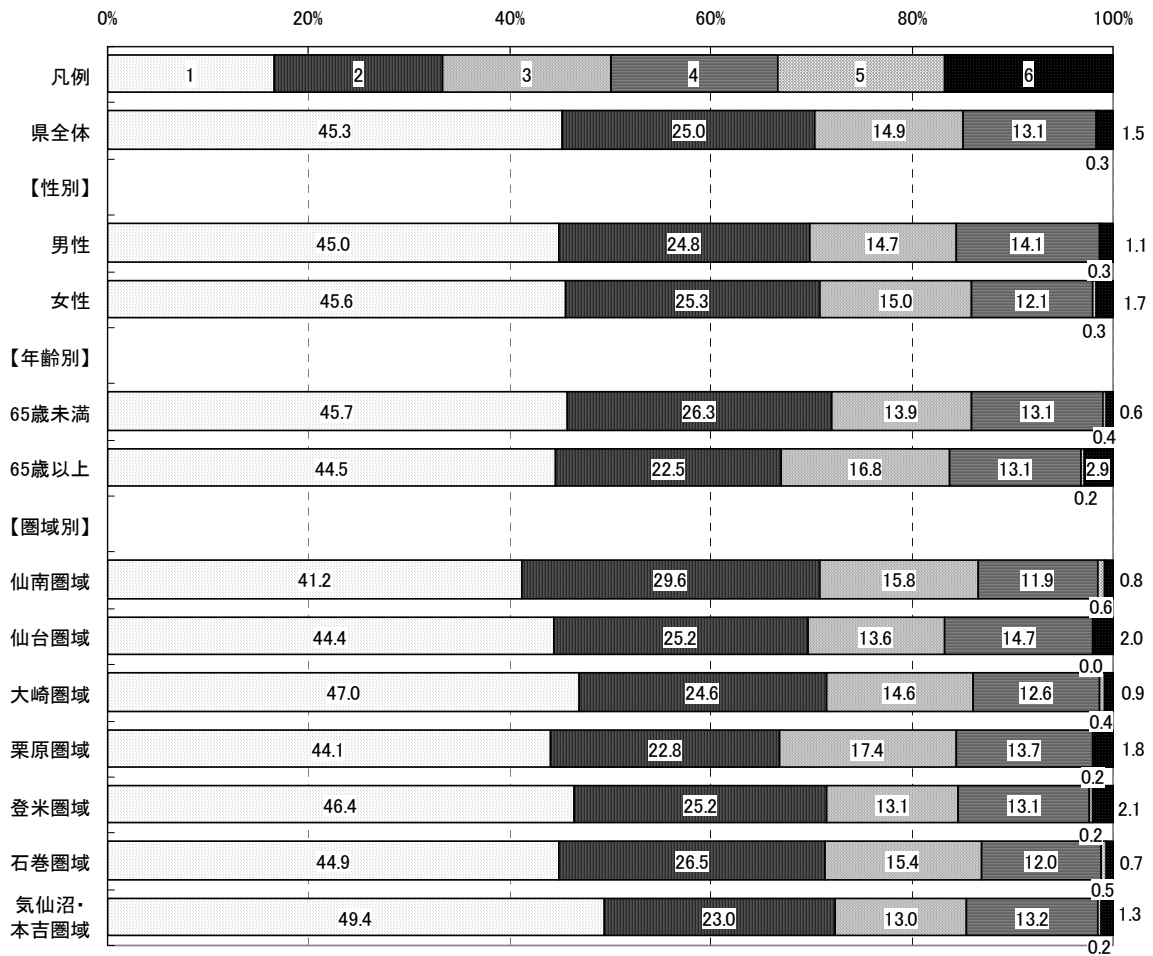 0% 20% 40% 60% 80% 100%
凡例 1 2 3 4 5 6
県全体 45.3 25.0 14.9 13.1 1.5
0.3
【性別】
男性 45.0 24.8 14.7 14.1 1.1
0.3
女性 45.6 25.3 15.0 12.1 1.7
0.3
【年齢別】
65歳未満 45.7 26.3 13.9 13.1 0.6
0.4
65歳以上 44.5 22.5 16.8 13.1 2.9
0.2
【圏域別】
仙南圏域 41.2 29.6 15.8 11.9 0.8
0.6
仙台圏域 44.4 25.2 13.6 14.7 2.0
0.0
大崎圏域 47.0 24.6 14.6 12.6 0.9
0.4
栗原圏域 44.1 22.8 17.4 13.7 1.8
0.2
登米圏域 46.4 25.2 13.1 13.1 2.1
0.2
石巻圏域 44.9 26.5 15.4 12.0 0.7
0.5
気仙沼・
本吉圏域 49.4 23.0 13.0 13.2 1.3
0.2